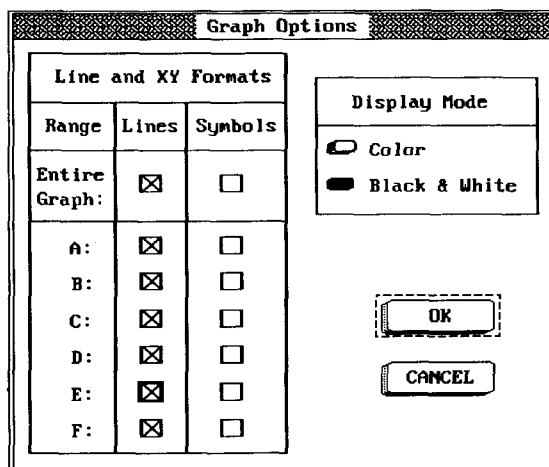 Graph Options
Line and XY Formats
Range Lines Symbols
Entire
Graph:
A:
B:
C:
D:
E:
F:
Display Mode
Color
Black & White
OK
CANCEL